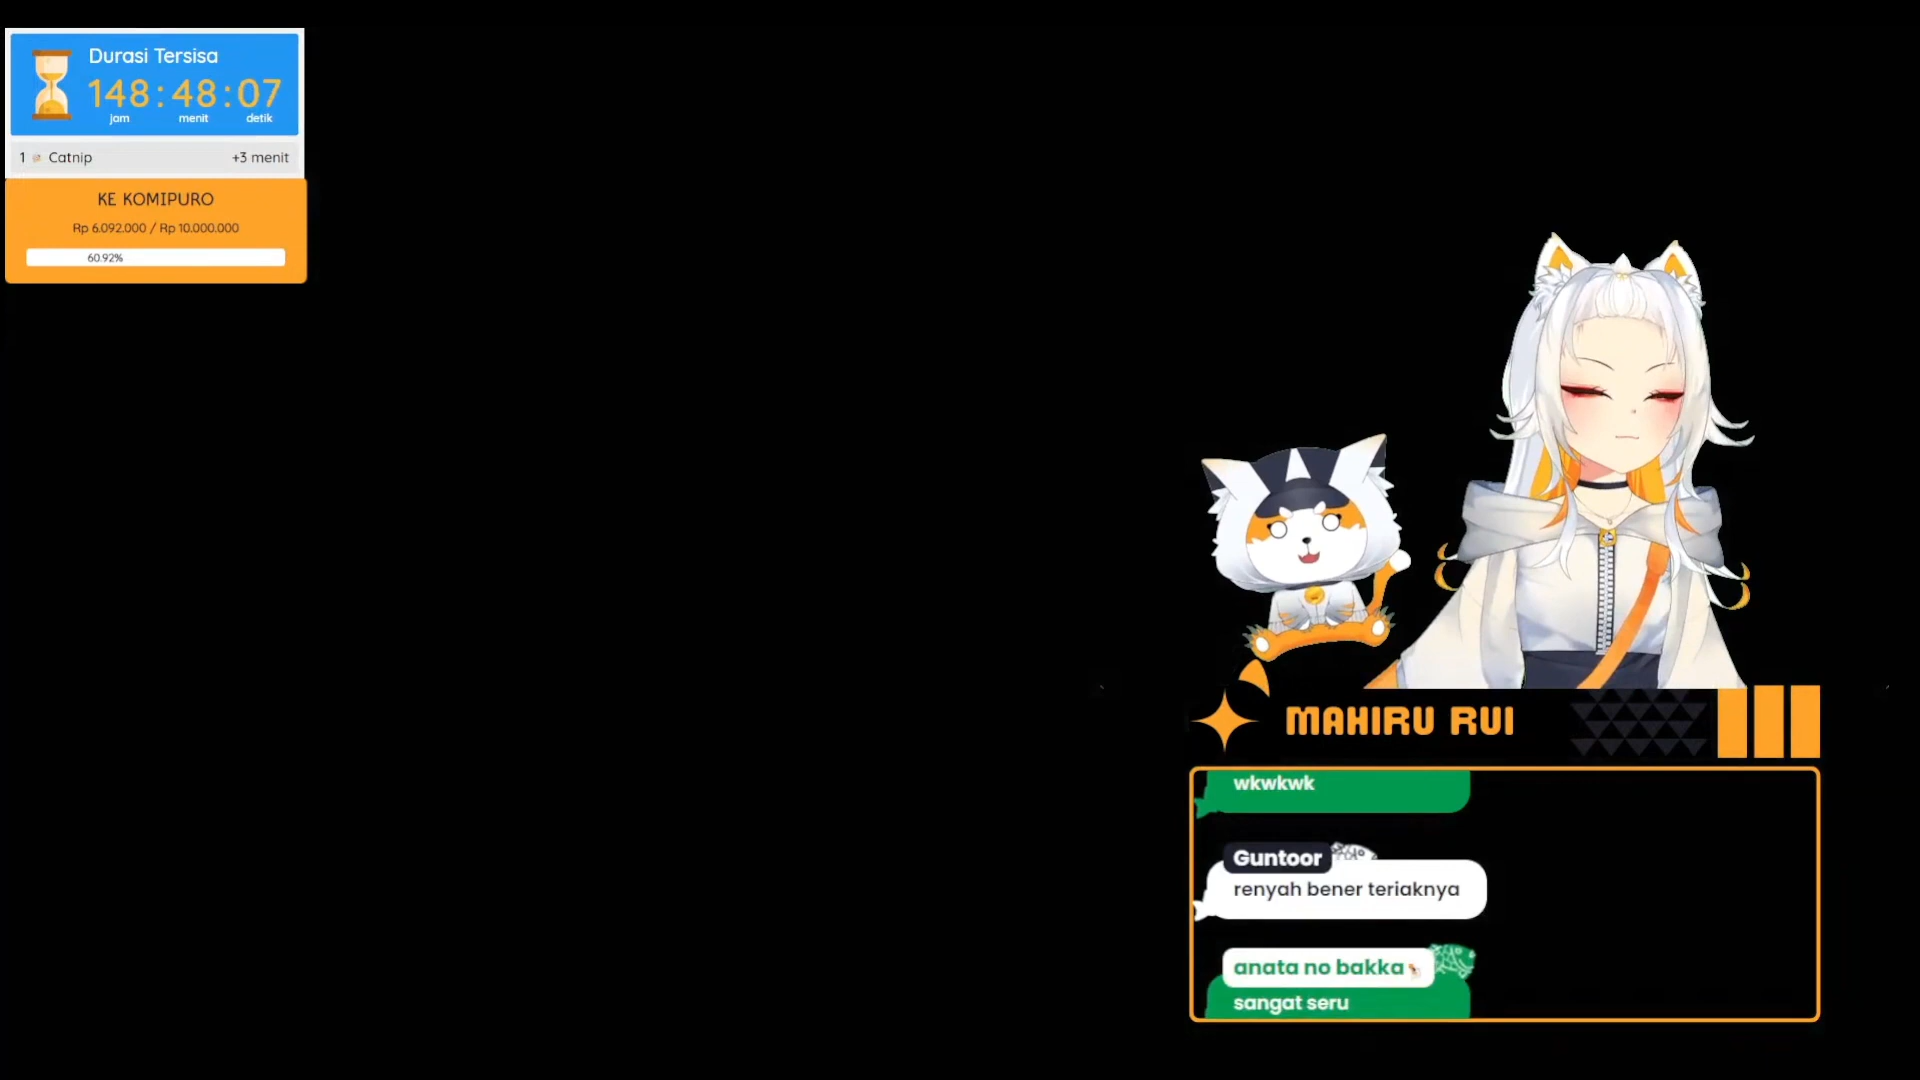 Durasi Tersisa
148:48:07
jam menit detik
1 Catnip +3 menit
KE KOMIPURO
Rp 6.092.000 / Rp 10.000.000
60.92%
MAHIRU RUI
wkwkwk
Guntoor
renyah bener teriaknya
anata no bakka
sangat seru